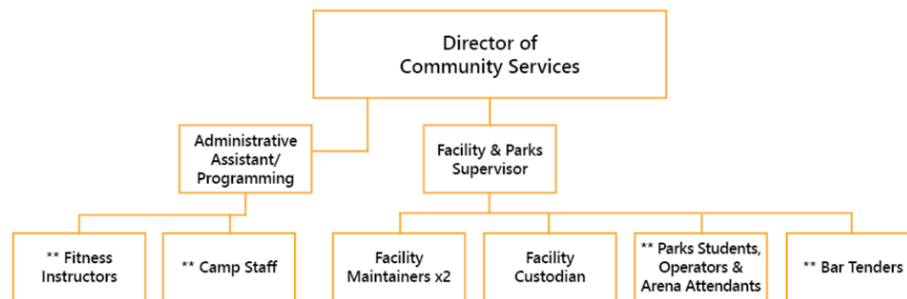 Director of
Community Services
Administrative
Assistant/
Programming
Facility & Parks
Supervisor
** Fitness
Instructors
** Camp Staff
Facility
Maintainers x2
Facility
Custodian
** Parks Students,
Operators &
Arena Attendants
** Bar Tenders